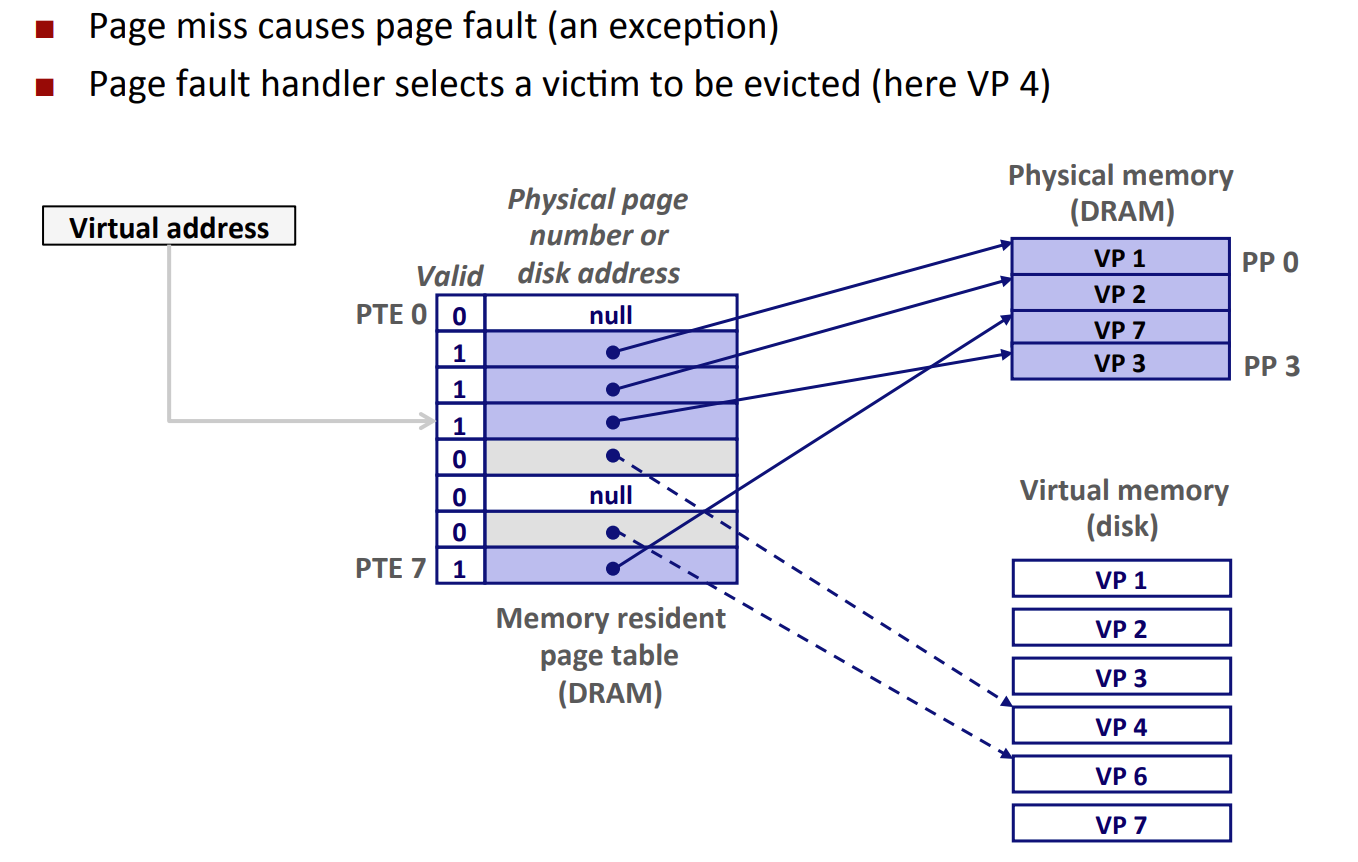 Page miss causes page fault (an exception)
Page fault handler selects a victim to be evicted (here VP 4)
Virtual address
Physical page
number or
disk address
Valid
PTE 0
0
null
1
1
1
0
0
null
0
PTE 7
1
Memory resident
page table
(DRAM)
Physical memory
(DRAM)
VP 1
PP 0
VP 2
VP 7
VP 3
PP 3
Virtual memory
(disk)
VP 1
VP 2
VP 3
VP 4
VP 6
VP 7